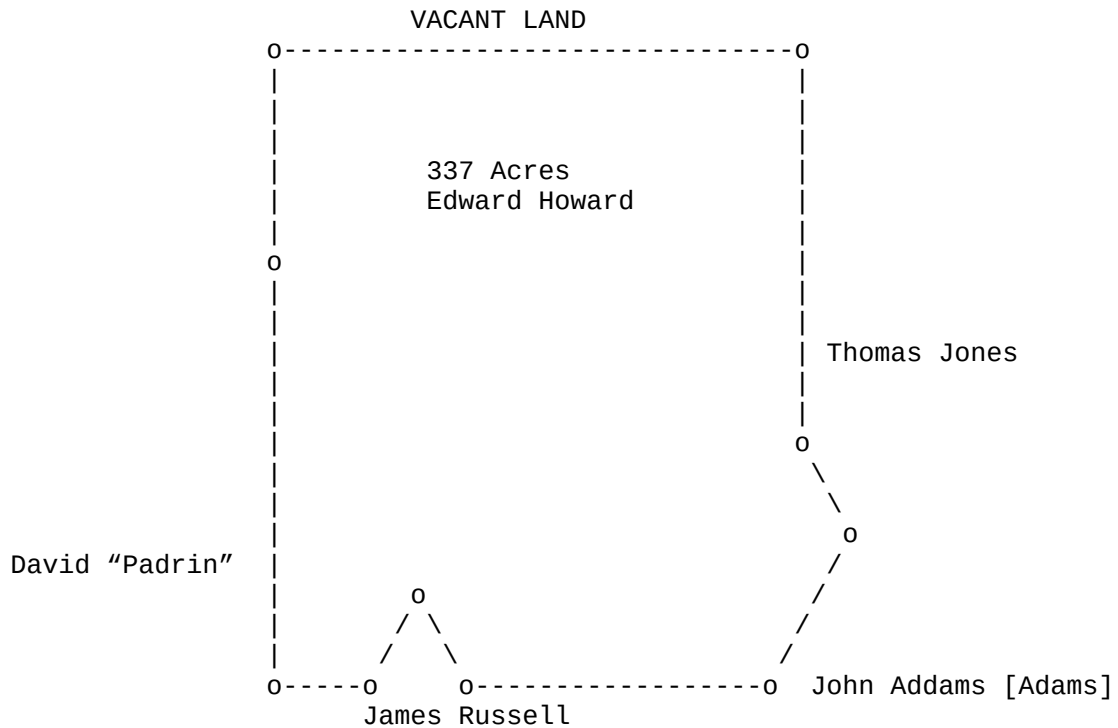 VACANT LAND
337 Acres
Edward Howard
Thomas Jones
David “Padrin”
John Addams [Adams]
James Russell